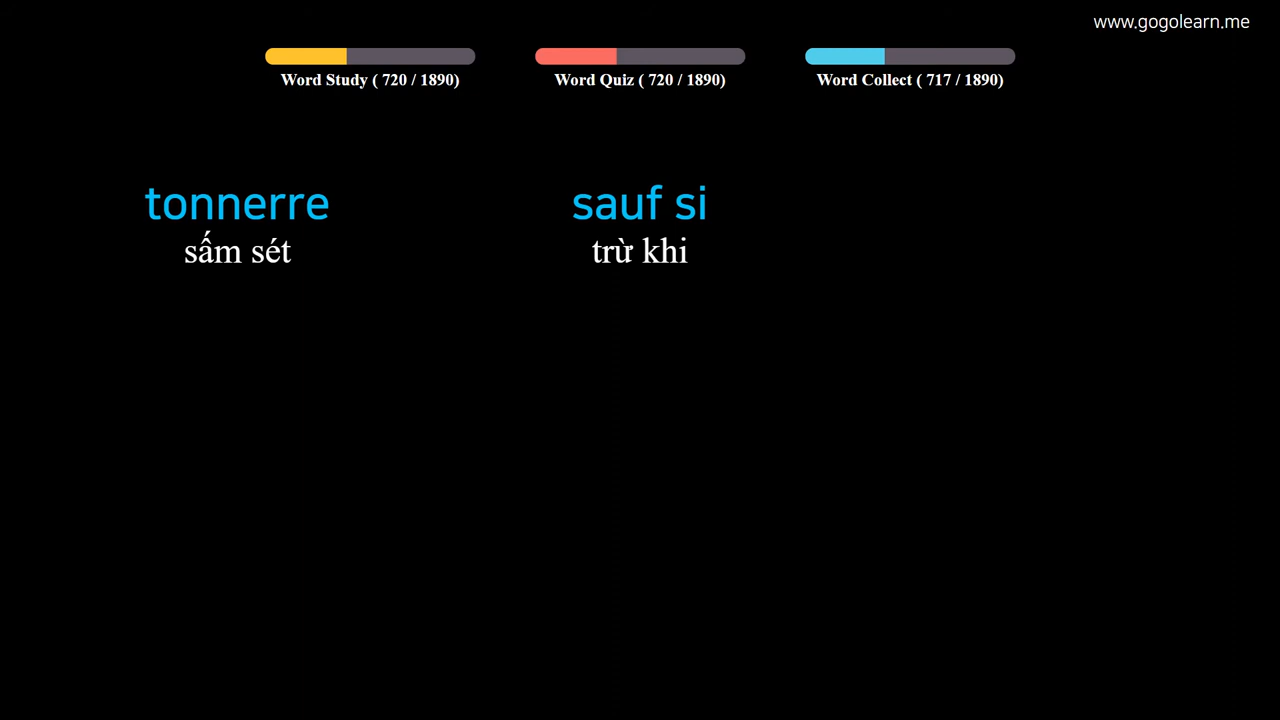 www.gogolearn.me
Word Study ( 720 / 1890)
Word Quiz ( 720 / 1890)
Word Collect ( 717 / 1890)
tonnerre
sấm sét
sauf si
trừ khi